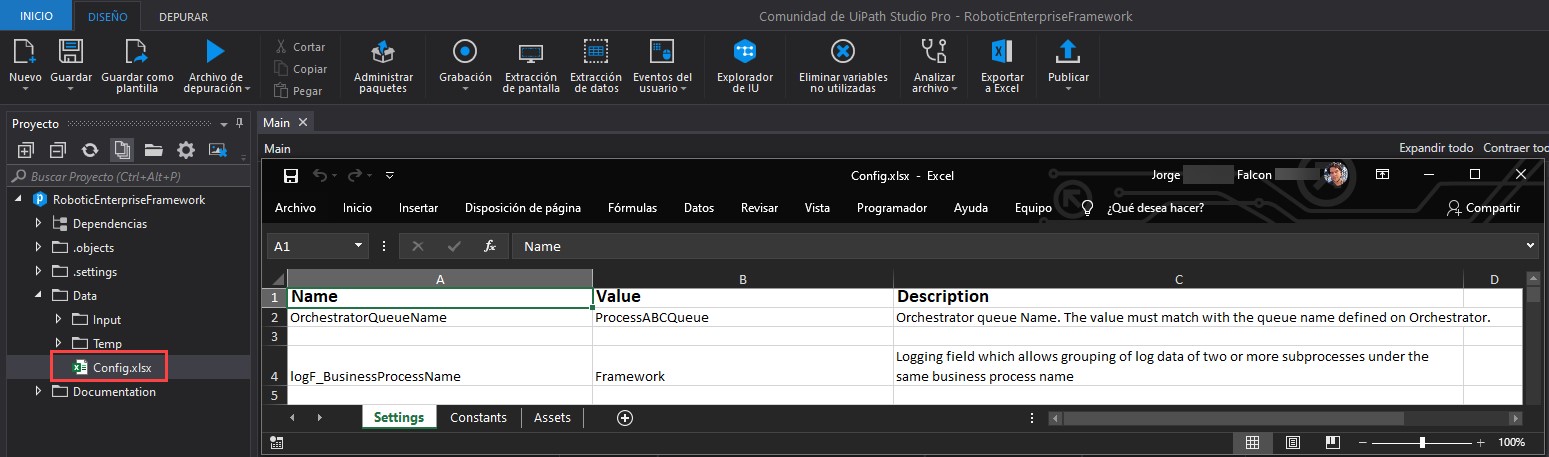 INICIO DISEÑO DEPURAR Comunidad de UiPath Studio Pro - RoboticEnterpriseFramework
Nuevo Guardar Guardar como plantilla Archivo de depuración Cortar Copiar Pegar Administrar paquetes Grabación Extracción de pantalla Extracción de datos Eventos del usuario Explorador de IU Eliminar variables no utilizadas Analizar archivo Exportar a Excel Publicar
Proyecto
Buscar Proyecto (Ctrl+Alt+P)
RoboticEnterpriseFramework
Dependencias
.objects
.settings
Data
Input
Temp
Config.xlsx
Documentation
Main
Main Expandir todo Contraer toc
Config.xlsx - Excel Jorge Falcon
Archivo Inicio Insertar Disposición de página Fórmulas Datos Revisar Vista Programador Ayuda Equipo ¿Qué desea hacer? Compartir
A1 fx Name
A B C D
1 Name Value Description
2 OrchestratorQueueName ProcessABCQueue Orchestrator queue Name. The value must match with the queue name defined on Orchestrator.
3
4 logF_BusinessProcessName Framework Logging field which allows grouping of log data of two or more subprocesses under the
same business process name
5
Settings Constants Assets
100%